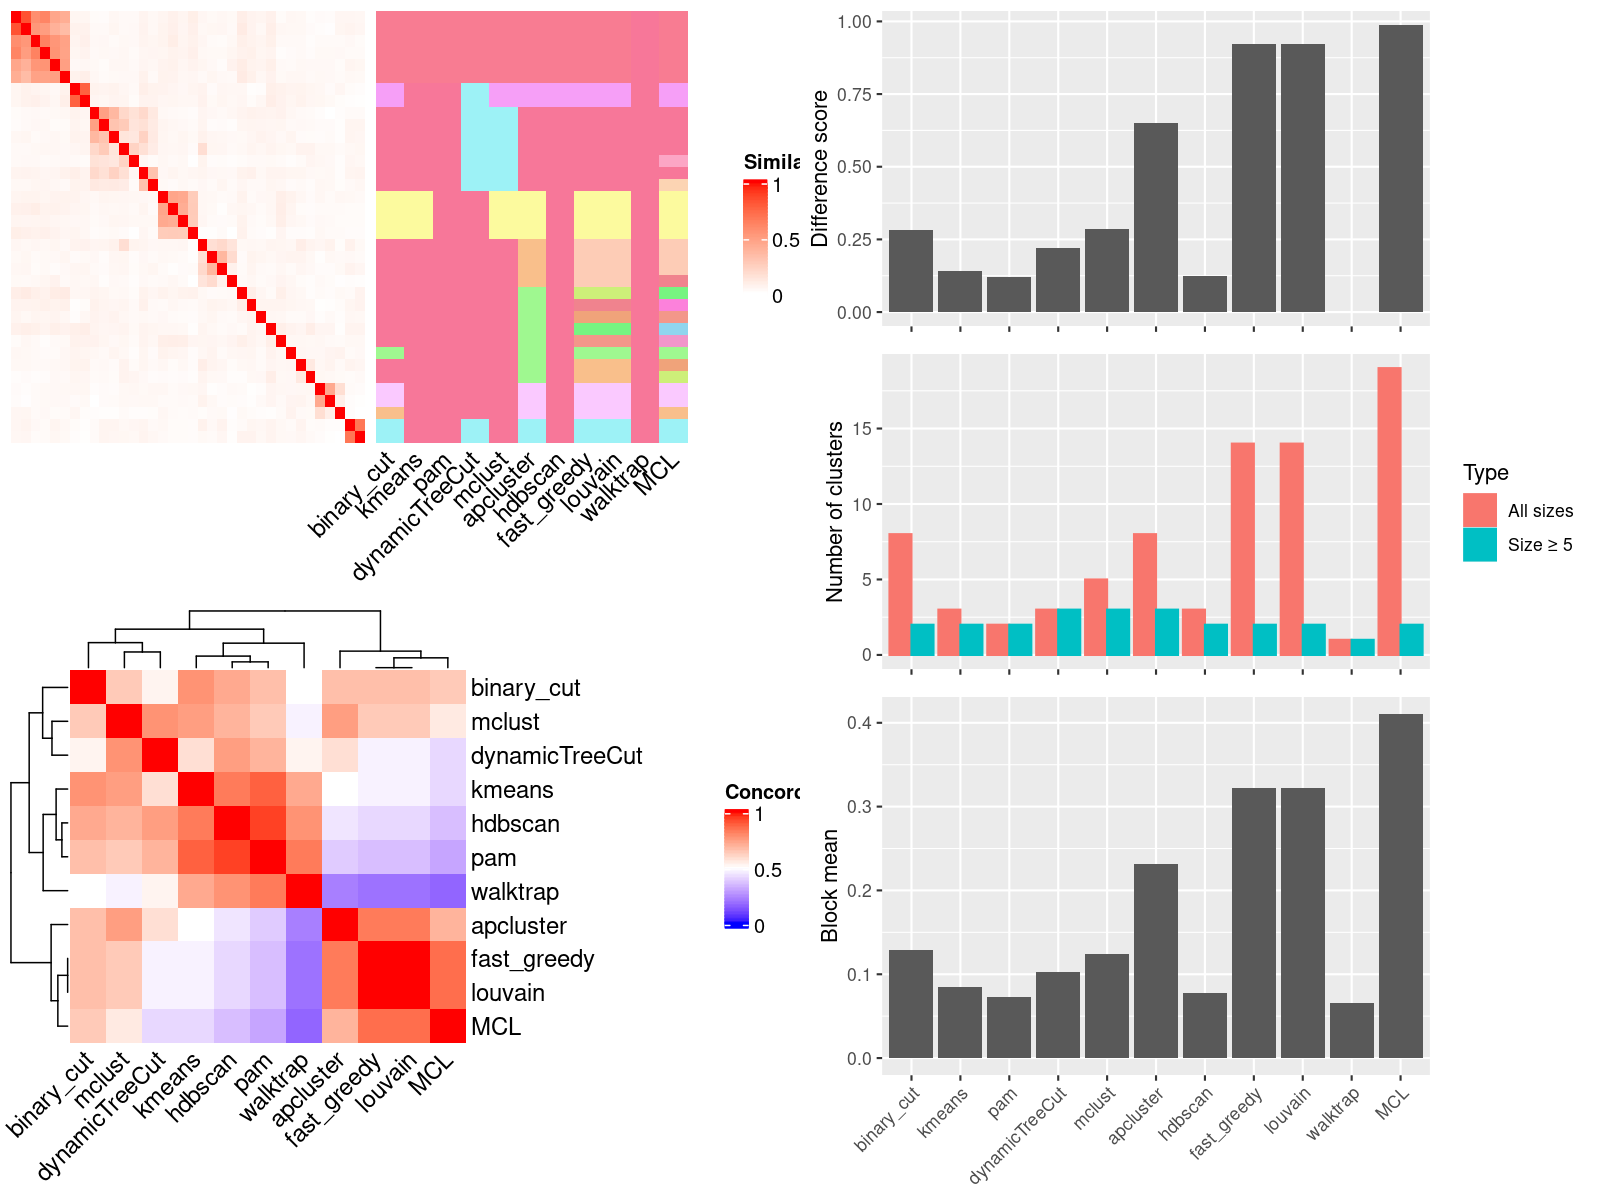 Simila
1
0.5
0
binary_cut
kmeans
pam
dynamicTreeCut
mclust
apcluster
hdbscan
fast_greedy
louvain
walktrap
MCL
binary_cut
mclust
dynamicTreeCut
kmeans
hdbscan
pam
walktrap
apcluster
fast_greedy
louvain
MCL
Concord
1
0.5
0
binary_cut
mclust
dynamicTreeCut
kmeans
hdbscan
pam
walktrap
apcluster
fast_greedy
louvain
MCL
Difference score
1.00
0.75
0.50
0.25
0.00
Number of clusters
15
10
5
0
Type
All sizes
Size ≥ 5
Block mean
0.4
0.3
0.2
0.1
0.0
binary_cut
kmeans
pam
dynamicTreeCut
mclust
apcluster
hdbscan
fast_greedy
louvain
walktrap
MCL